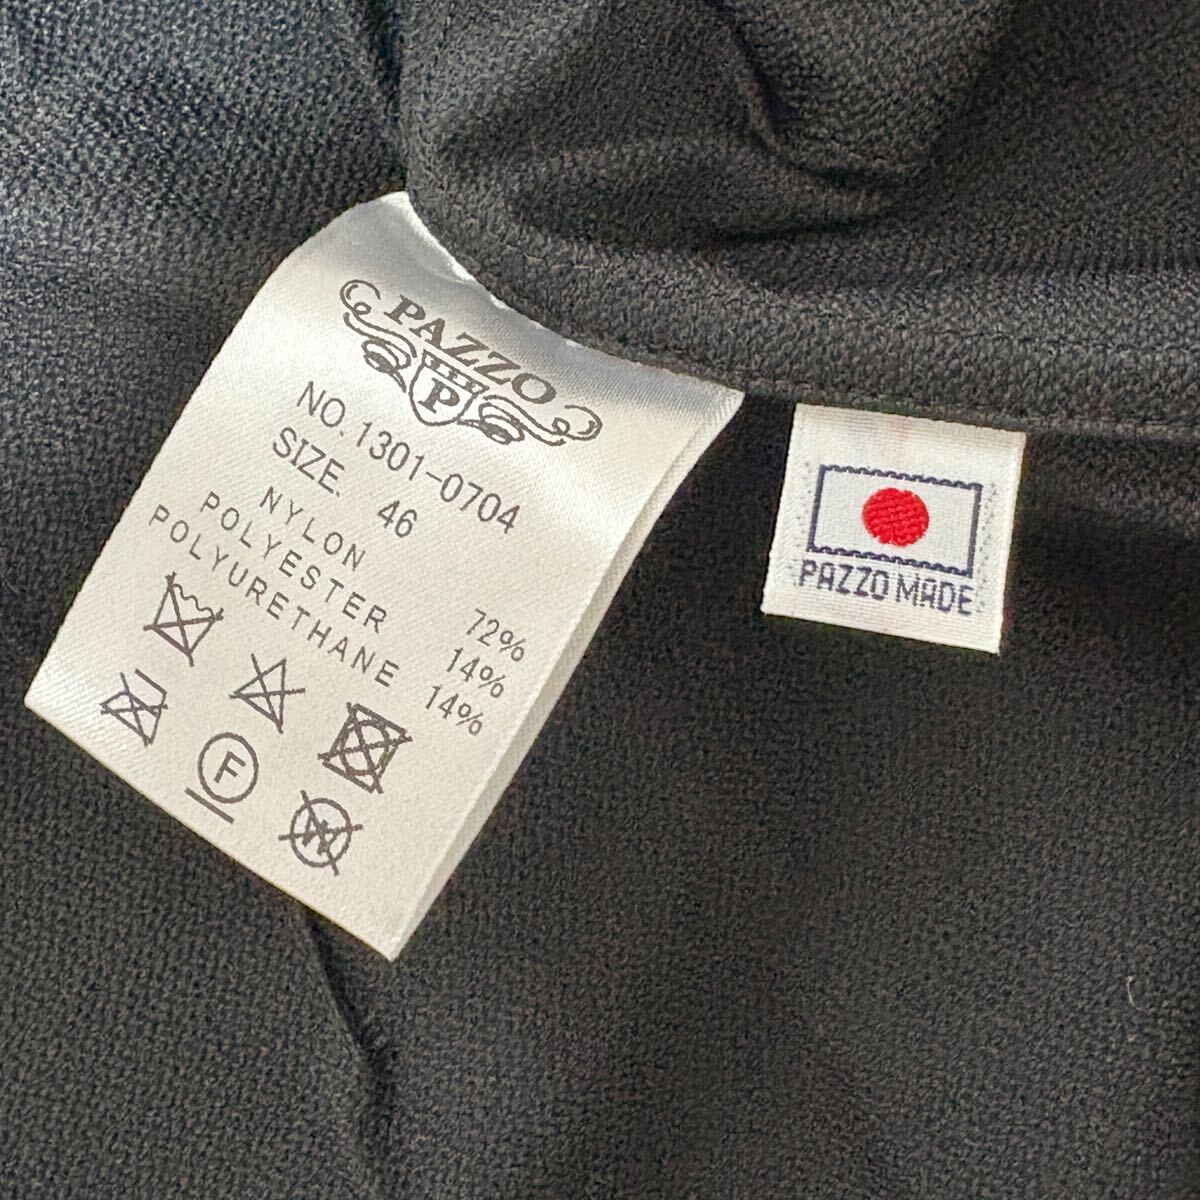 PAZZO
P
NO. 1301-0704
SIZE. 46
NYLON 72%
POLYESTER 14%
POLYURETHANE 14%
F
W
PAZZO MADE